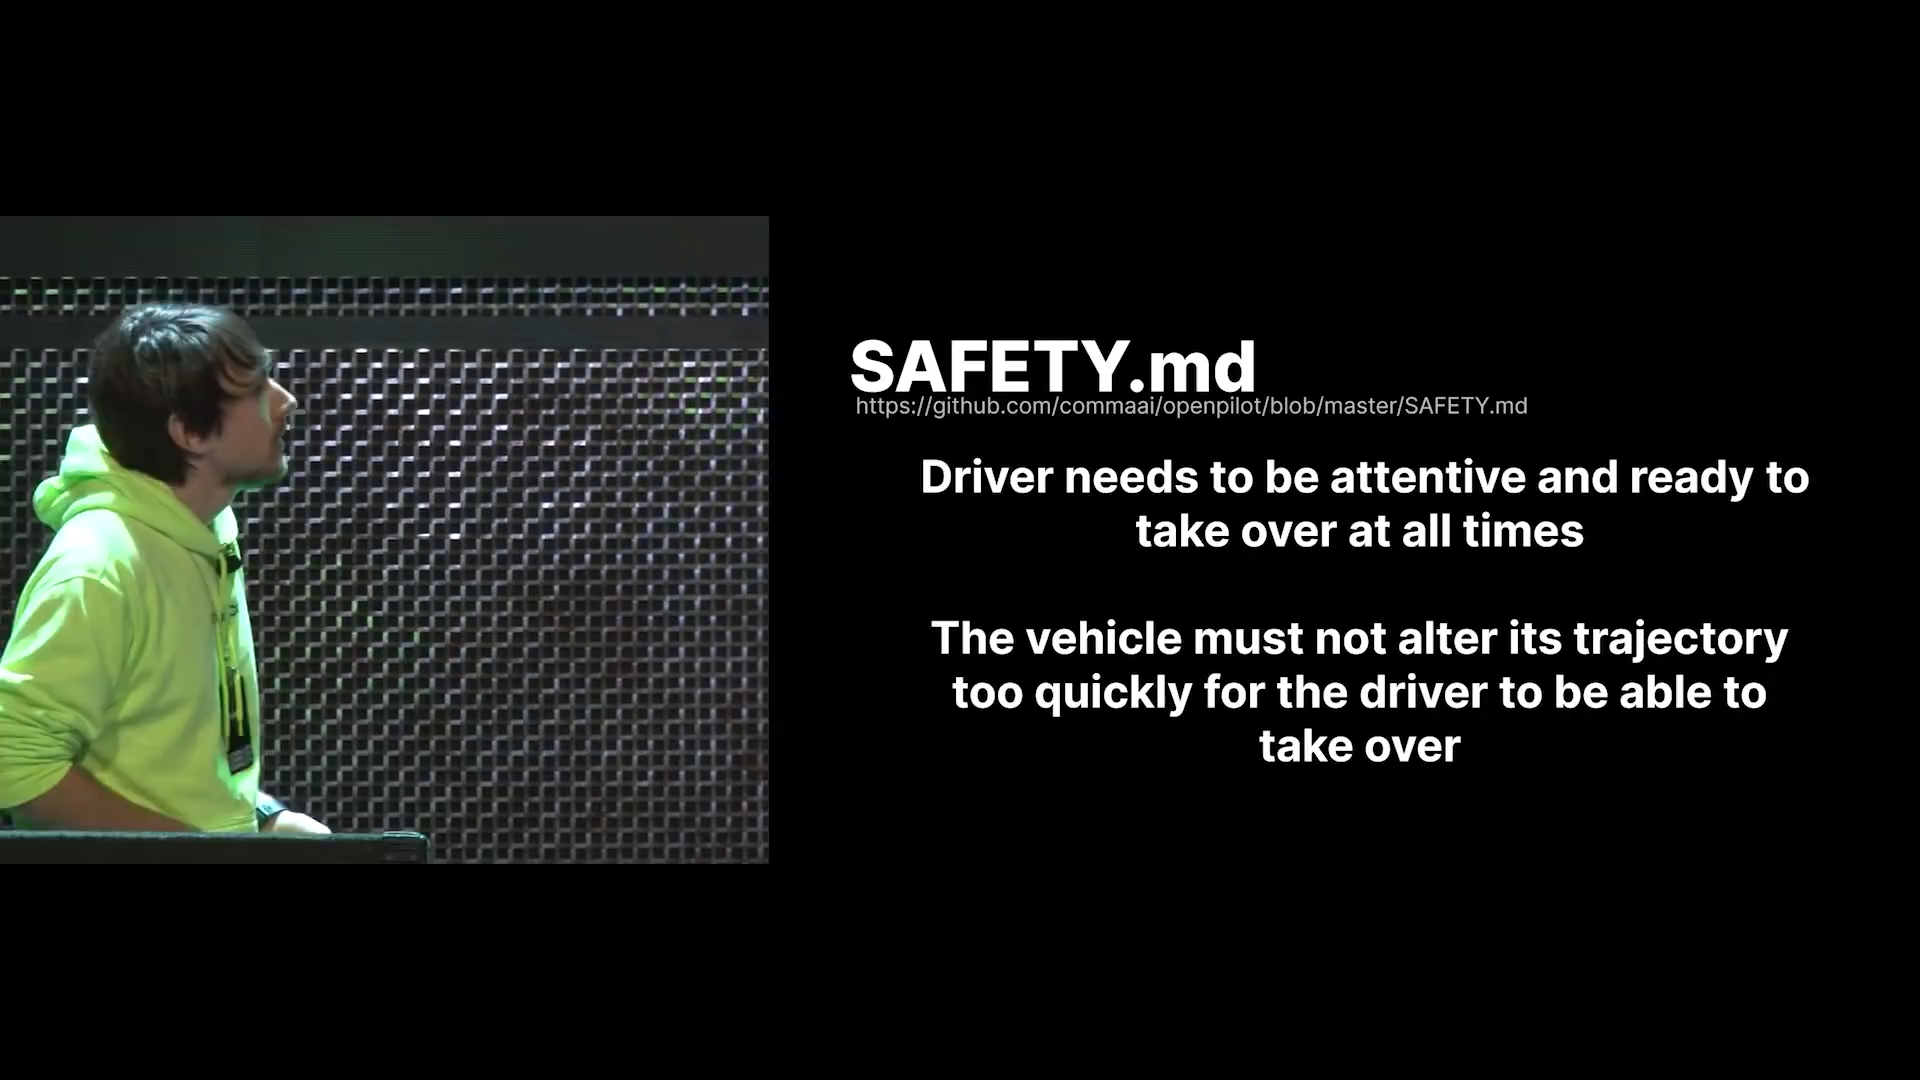 SAFETY.md
https://github.com/commaai/openpilot/blob/master/SAFETY.md
Driver needs to be attentive and ready to
take over at all times
The vehicle must not alter its trajectory
too quickly for the driver to be able to
take over